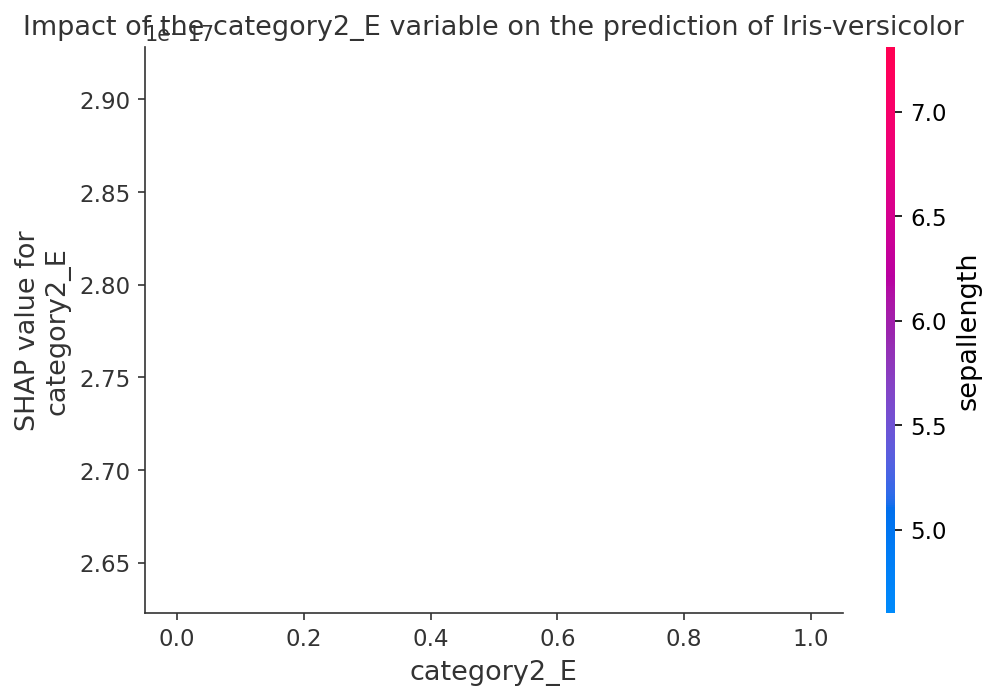 Impact of the category2_E variable on the prediction of Iris-versicolor
1e−17
2.90
2.85
2.80
2.75
2.70
2.65
SHAP value for
category2_E
0.0 0.2 0.4 0.6 0.8 1.0
category2_E
7.0
6.5
6.0
5.5
5.0
sepallength